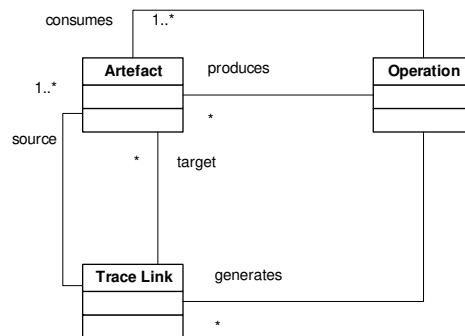 consumes 1..*
Artefact
produces
Operation
1..*
*
source
* target
Trace Link
generates
*